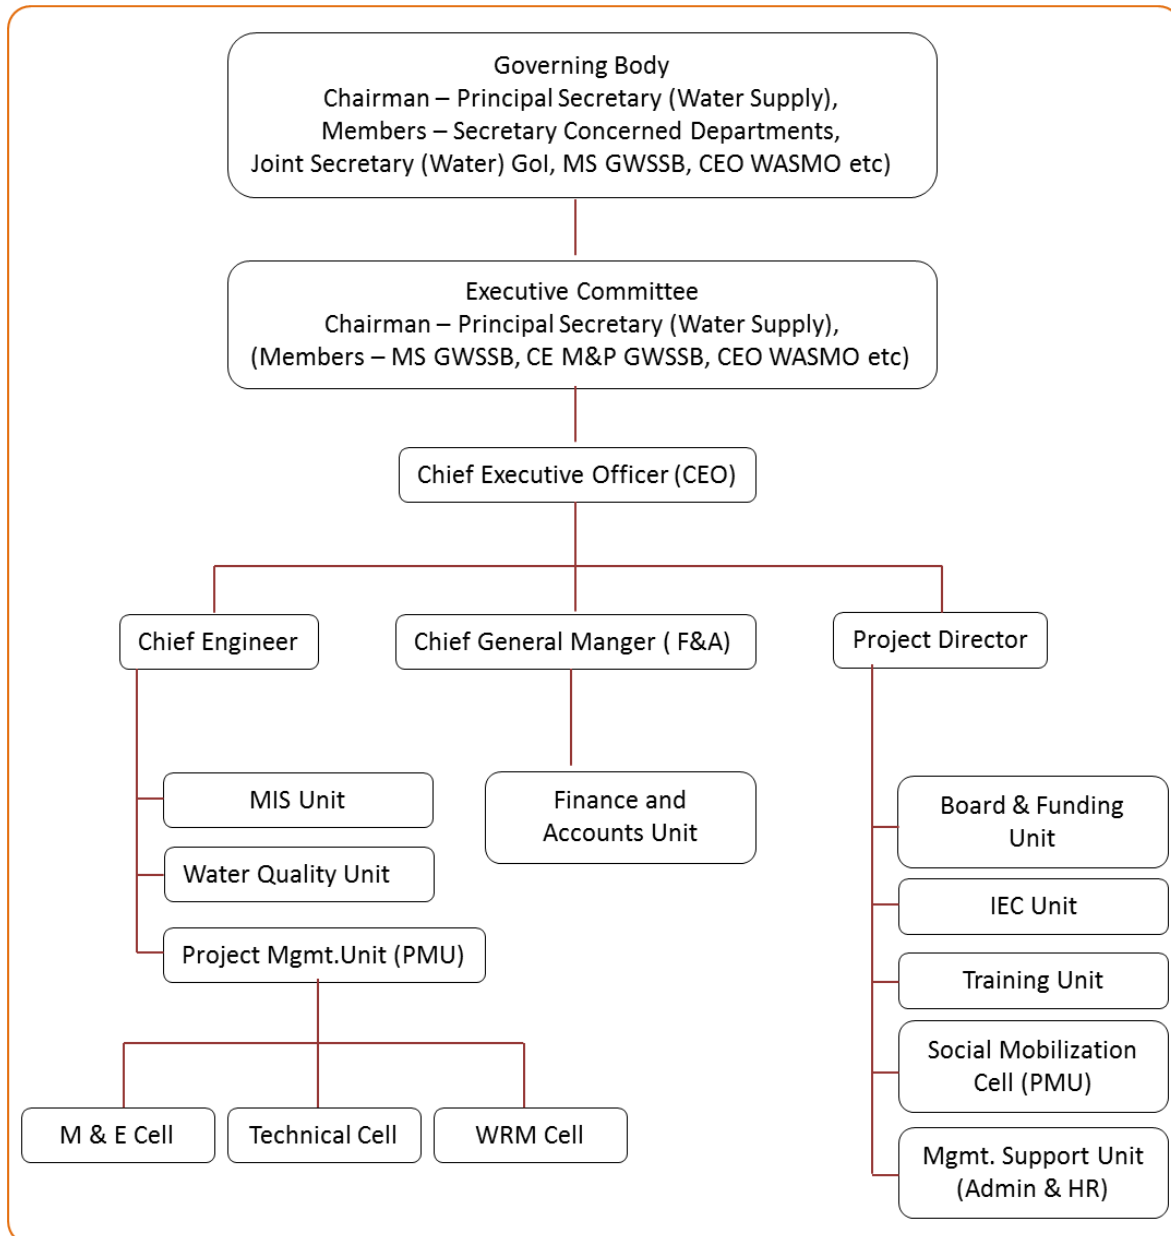 Governing Body
Chairman – Principal Secretary (Water Supply),
Members – Secretary Concerned Departments,
Joint Secretary (Water) GoI, MS GWSSB, CEO WASMO etc)
Executive Committee
Chairman – Principal Secretary (Water Supply),
(Members – MS GWSSB, CE M&P GWSSB, CEO WASMO etc)
Chief Executive Officer (CEO)
Chief Engineer
Chief General Manger ( F&A)
Project Director
MIS Unit
Water Quality Unit
Project Mgmt.Unit (PMU)
M & E Cell
Technical Cell
WRM Cell
Finance and
Accounts Unit
Board & Funding
Unit
IEC Unit
Training Unit
Social Mobilization
Cell (PMU)
Mgmt. Support Unit
(Admin & HR)